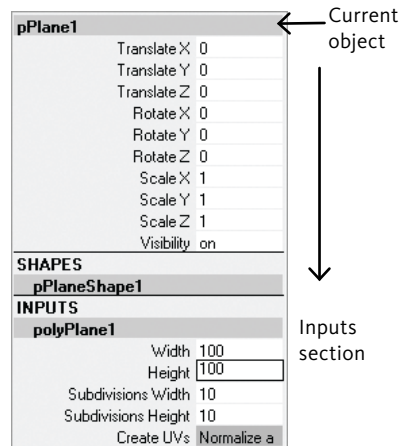 pPlane1
Current object
Translate X 0
Translate Y 0
Translate Z 0
Rotate X 0
Rotate Y 0
Rotate Z 0
Scale X 1
Scale Y 1
Scale Z 1
Visibility on
SHAPES
pPlaneShape1
INPUTS
polyPlane1
Inputs section
Width 100
Height 100
Subdivisions Width 10
Subdivisions Height 10
Create UVs Normalize a